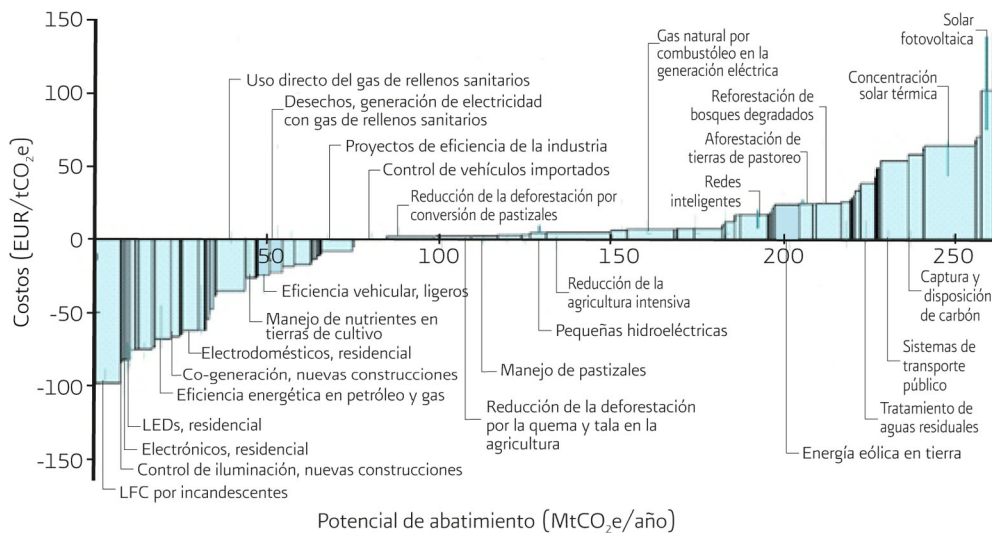 150
100
50
0
-50
-100
-150
Costos (EUR/tCO₂e)
50
100
150
200
250
Potencial de abatimiento (MtCO₂e/año)
Uso directo del gas de rellenos sanitarios
Desechos, generación de electricidad
con gas de rellenos sanitarios
Proyectos de eficiencia de la industria
Control de vehículos importados
Reducción de la deforestación por
conversión de pastizales
Gas natural por
combustóleo en la
generación eléctrica
Reforestación de
bosques degradados
Aforestación de
tierras de pastoreo
Redes
inteligentes
Concentración
solar térmica
Solar
fotovoltaica
Eficiencia vehicular, ligeros
Manejo de nutrientes en
tierras de cultivo
Electrodomésticos, residencial
Co-generación, nuevas construcciones
Eficiencia energética en petróleo y gas
LEDs, residencial
Electrónicos, residencial
Control de iluminación, nuevas construcciones
LFC por incandescentes
Reducción de la
agricultura intensiva
Pequeñas hidroeléctricas
Manejo de pastizales
Reducción de la deforestación
por la quema y tala en la
agricultura
Captura y
disposición
de carbón
Sistemas de
transporte
público
Tratamiento de
aguas residuales
Energía eólica en tierra